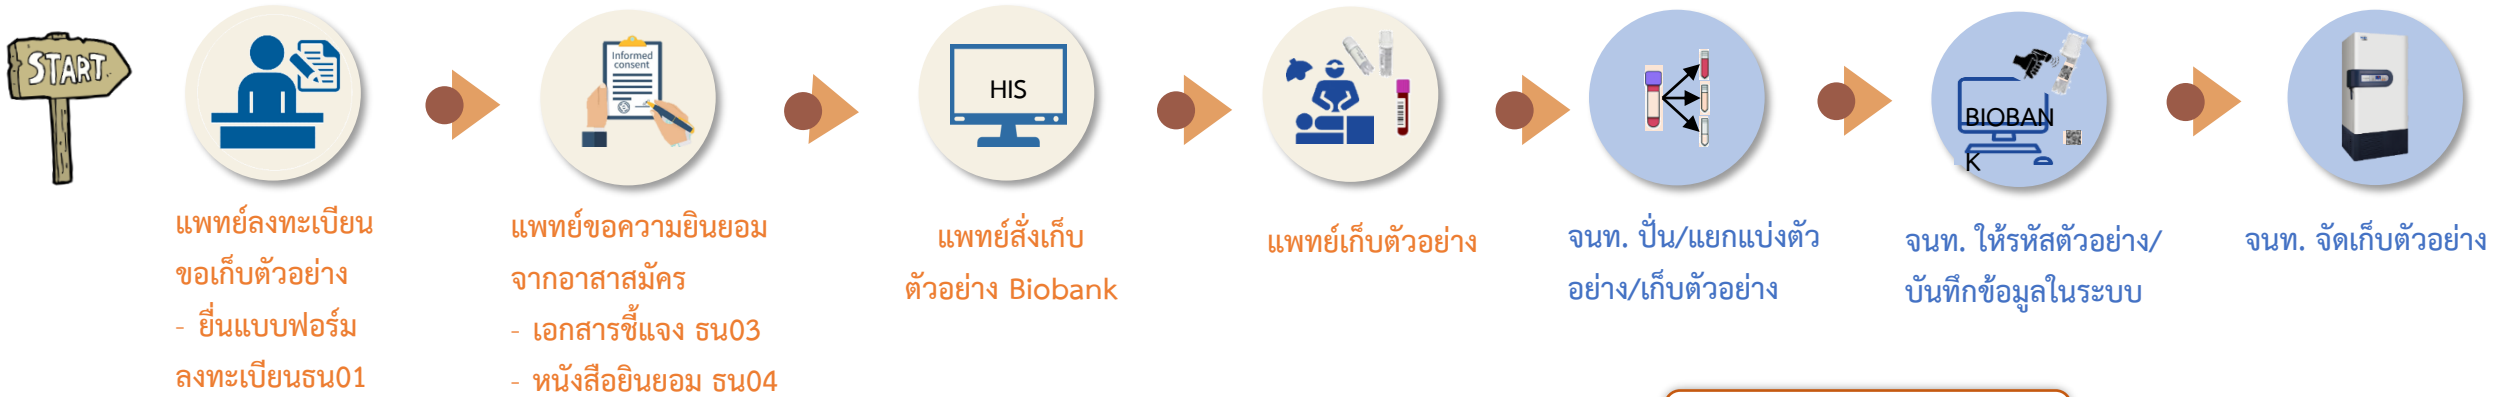 START
แพทย์ลงทะเบียน
ขอเก็บตัวอย่าง
- ยื่นแบบฟอร์ม
ลงทะเบียนธน01
Informed
consent
แพทย์ขอความยินยอม
จากอาสาสมัคร
- เอกสารชี้แจง ธน03
- หนังสือยินยอม ธน04
HIS
แพทย์สั่งเก็บ
ตัวอย่าง Biobank
แพทย์เก็บตัวอย่าง
จนท. ปั่น/แยกแบ่งตัว
อย่าง/เก็บตัวอย่าง
BIOBAN
K
จนท. ให้รหัสตัวอย่าง/
บันทึกข้อมูลในระบบ
จนท. จัดเก็บตัวอย่าง